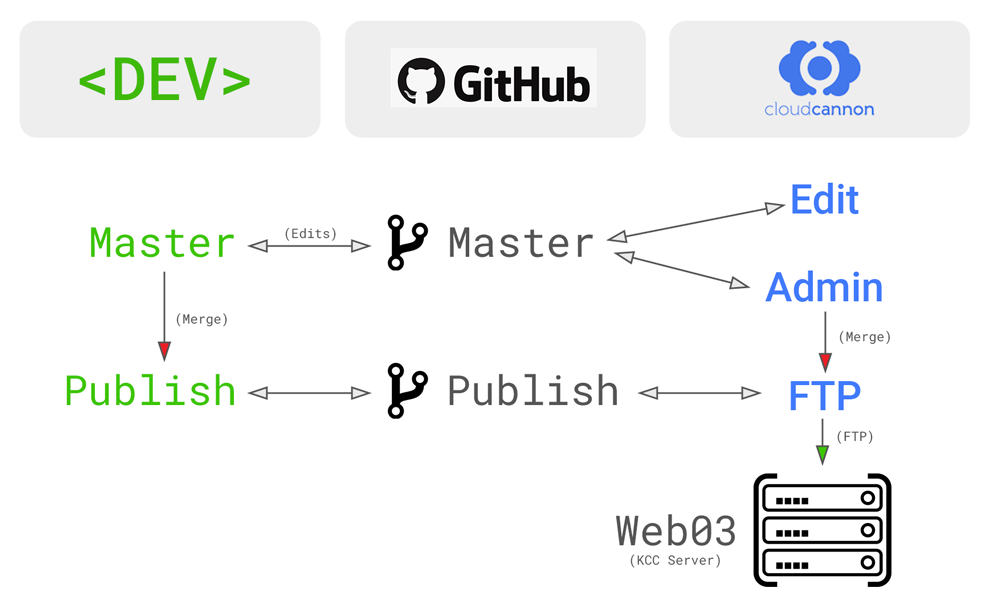 <DEV>
GitHub
cloudcannon
Edit
Master
(Edits)
Master
Admin
(Merge)
(Merge)
Publish
Publish
FTP
(FTP)
Web03
(KCC Server)